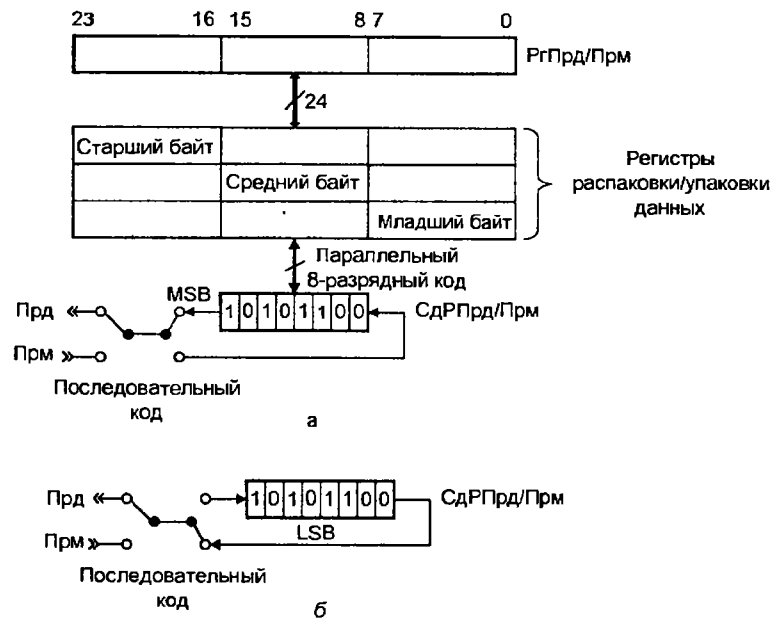 23 16 15 8 7 0
РгПрд/Прм
24
Старший байт
Средний байт
Младший байт
Регистры
распаковки/упаковки
данных
Параллельный
8-разрядный код
MSB
Прд
1 0 1 0 1 1 0 0
СдРПрд/Прм
Прм
Последовательный
код
а
Прд
1 0 1 0 1 1 0 0
СдРПрд/Прм
LSB
Прм
Последовательный
код
б